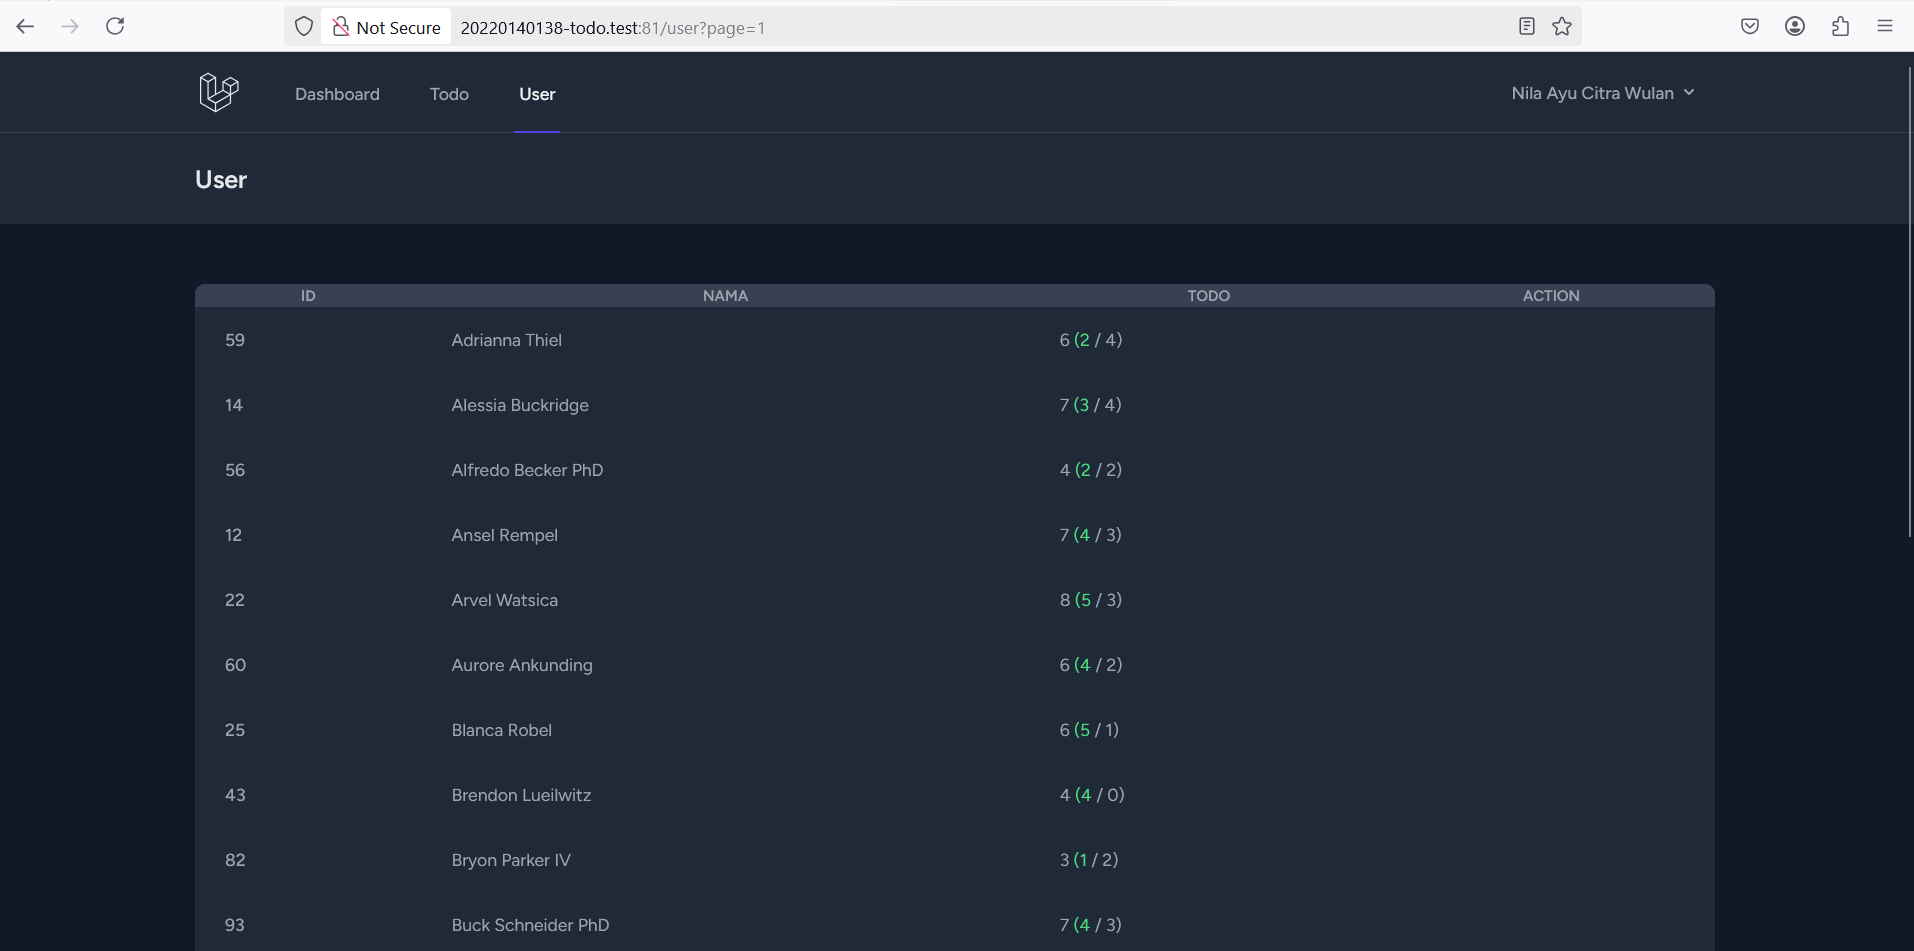 Not Secure 20220140138-todo.test:81/user?page=1
Dashboard Todo User Nila Ayu Citra Wulan
User
ID NAMA TODO ACTION
59 Adrianna Thiel 6 (2 / 4)
14 Alessia Buckridge 7 (3 / 4)
56 Alfredo Becker PhD 4 (2 / 2)
12 Ansel Rempel 7 (4 / 3)
22 Arvel Watsica 8 (5 / 3)
60 Aurore Ankunding 6 (4 / 2)
25 Blanca Robel 6 (5 / 1)
43 Brendon Lueilwitz 4 (4 / 0)
82 Bryon Parker IV 3 (1 / 2)
93 Buck Schneider PhD 7 (4 / 3)